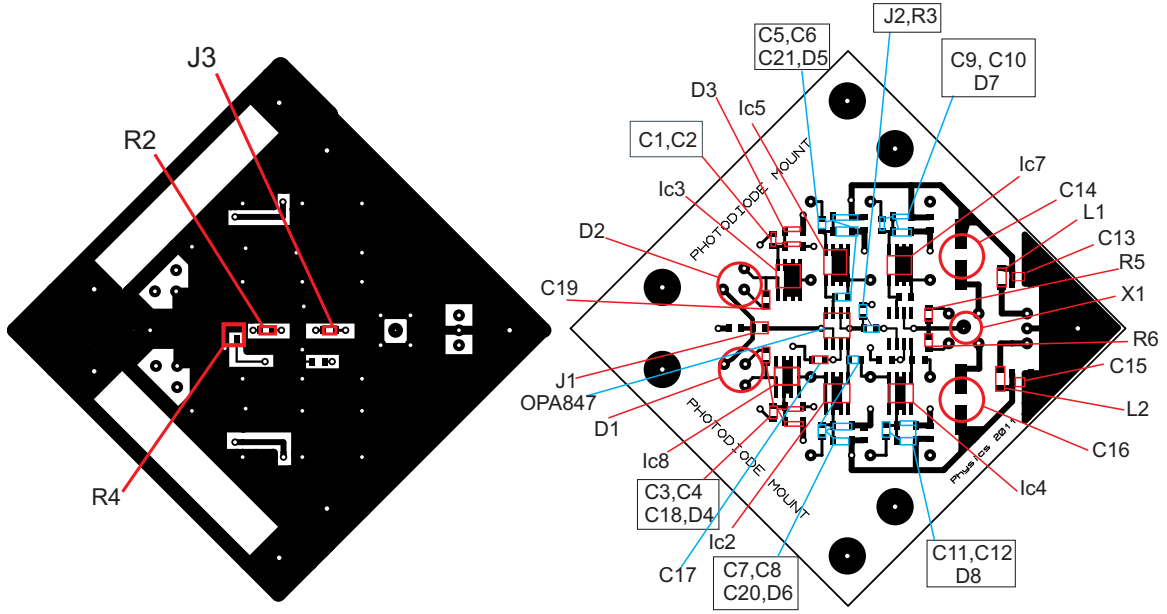 J3
R2
R4
J2,R3
C5,C6
C21,D5
C9, C10
D7
D3
Ic5
C1,C2
Ic7
Ic3
C14
L1
D2
C13
R5
C19
X1
R6
J1
C15
OPA847
D1
L2
Ic8
C16
C3,C4
C18,D4
Ic4
Ic2
C17
C7,C8
C20,D6
C11,C12
D8
PHOTODIODE MOUNT
PHOTODIODE MOUNT